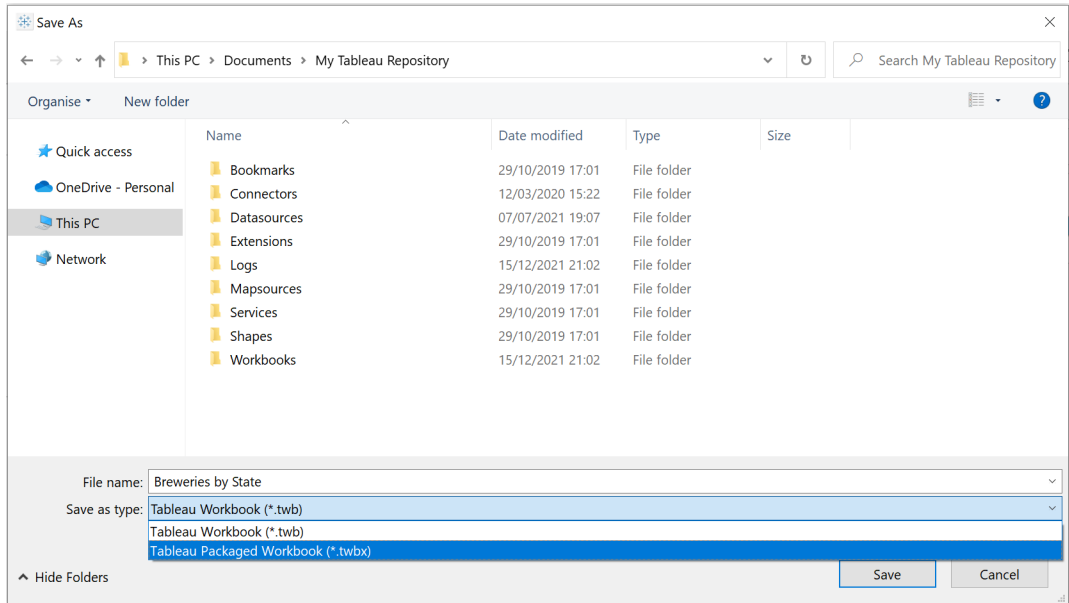 Save As
This PC > Documents > My Tableau Repository
Search My Tableau Repository
Organise
New folder
?
Quick access
OneDrive - Personal
This PC
Network
Name Date modified Type Size
Bookmarks 29/10/2019 17:01 File folder
Connectors 12/03/2020 15:22 File folder
Datasources 07/07/2021 19:07 File folder
Extensions 29/10/2019 17:01 File folder
Logs 15/12/2021 21:02 File folder
Mapsources 29/10/2019 17:01 File folder
Services 29/10/2019 17:01 File folder
Shapes 29/10/2019 17:01 File folder
Workbooks 15/12/2021 21:02 File folder
File name: Breweries by State
Save as type: Tableau Workbook (*.twb)
Tableau Workbook (*.twb)
Tableau Packaged Workbook (*.twbx)
Hide Folders
Save
Cancel